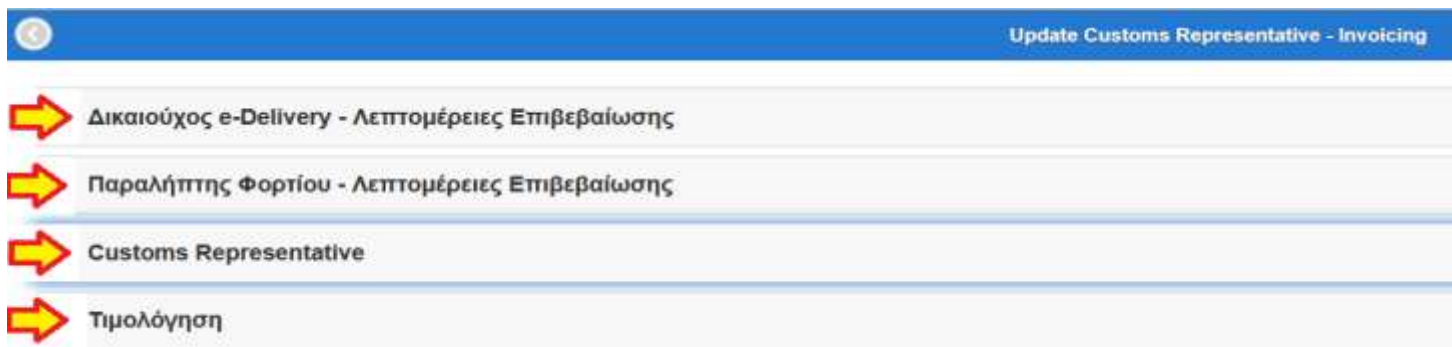 Update Customs Representative - Invoicing
Δικαιούχος e-Delivery - Λεπτομέρειες Επιβεβαίωσης
Παραλήπτης Φορτίου - Λεπτομέρειες Επιβεβαίωσης
Customs Representative
Τιμολόγηση